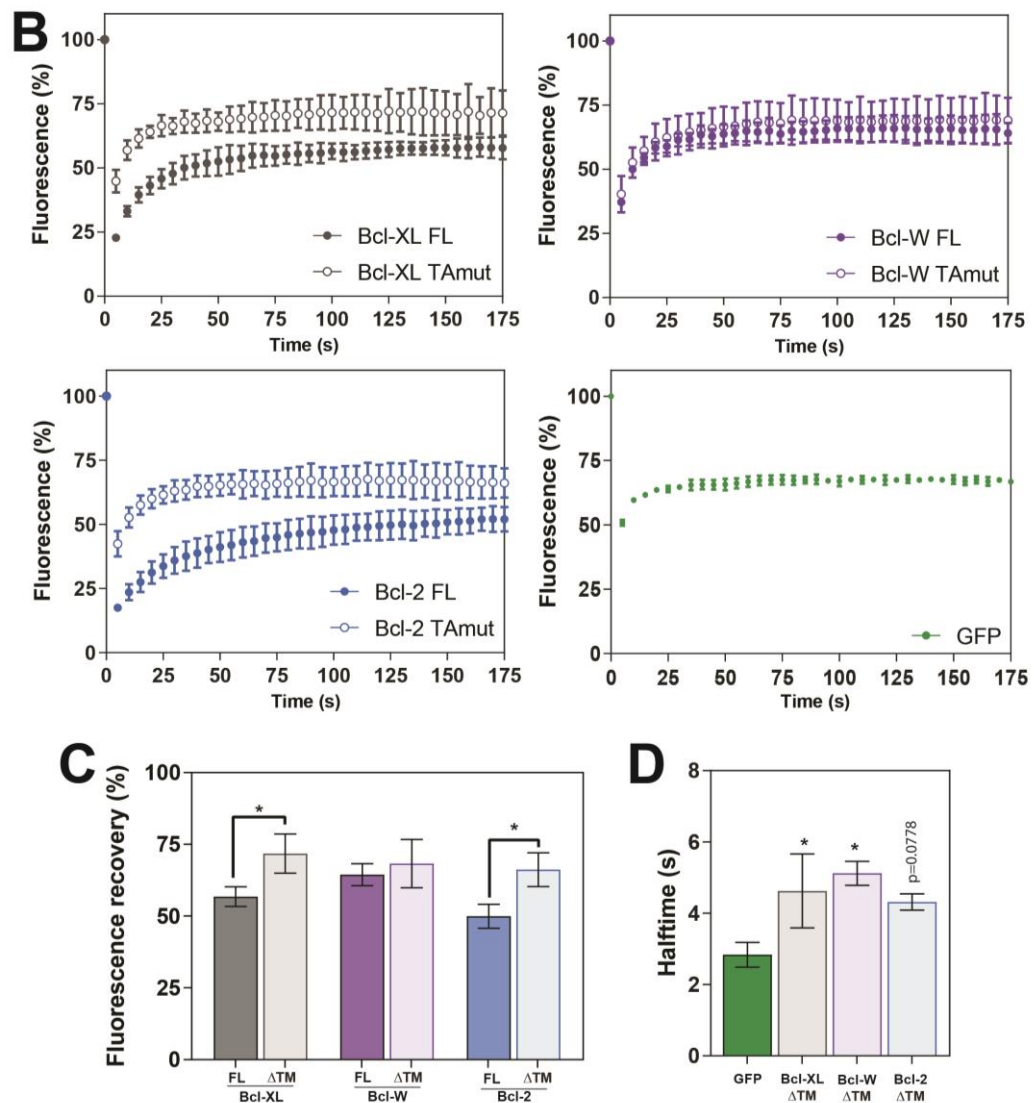 B
Fluorescence (%)
100
75
50
25
0
Bcl-XL FL
Bcl-XL TAmut
0 25 50 75 100 125 150 175
Time (s)
Fluorescence (%)
100
75
50
25
0
Bcl-W FL
Bcl-W TAmut
0 25 50 75 100 125 150 175
Time (s)
Fluorescence (%)
100
75
50
25
0
Bcl-2 FL
Bcl-2 TAmut
0 25 50 75 100 125 150 175
Time (s)
Fluorescence (%)
100
75
50
25
0
GFP
0 25 50 75 100 125 150 175
Time (s)
C
Fluorescence recovery (%)
100
75
50
25
0
*
*
FL ΔTM FL ΔTM FL ΔTM
Bcl-XL Bcl-W Bcl-2
D
Halftime (s)
8
6
4
2
0
* * p=0.0778
GFP Bcl-XL Bcl-W Bcl-2
ΔTM ΔTM ΔTM